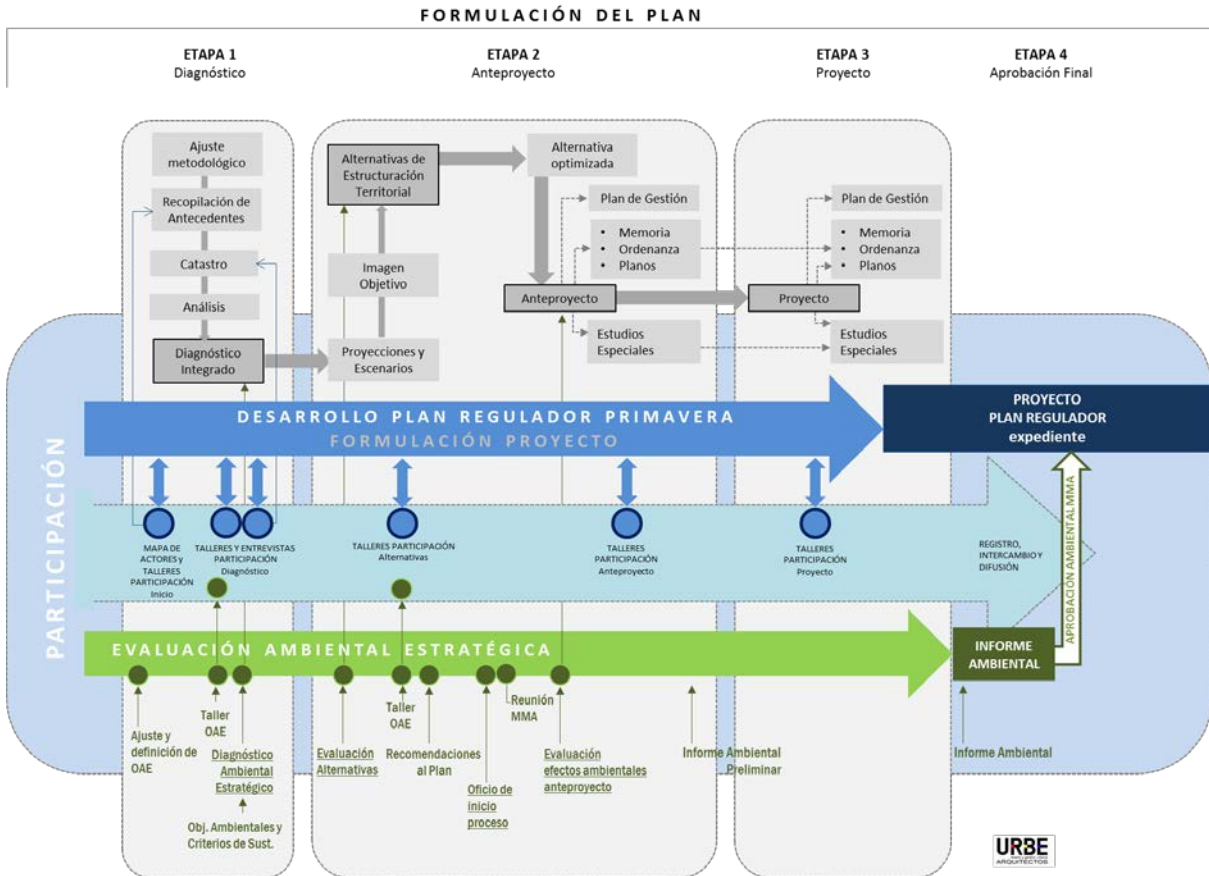 FORMULACIÓN DEL PLAN
ETAPA 1
Diagnóstico
ETAPA 2
Anteproyecto
ETAPA 3
Proyecto
ETAPA 4
Aprobación Final
Ajuste
metodológico
Recopilación de
Antecedentes
Catastro
Análisis
Diagnóstico
Integrado
Alternativas de
Estructuración
Territorial
Imagen
Objetivo
Proyecciones y
Escenarios
Alternativa
optimizada
Plan de Gestión
• Memoria
• Ordenanza
• Planos
Anteproyecto
Estudios
Especiales
Plan de Gestión
• Memoria
• Ordenanza
• Planos
Proyecto
Estudios
Especiales
DESARROLLO PLAN REGULADOR PRIMAVERA
FORMULACIÓN PROYECTO
PROYECTO
PLAN REGULADOR
expediente
PARTICIPACIÓN
MAPA DE
ACTORES y
TALLERES
PARTICIPACIÓN
Inicio
TALLERES Y ENTREVISTAS
PARTICIPACIÓN
Diagnóstico
TALLERES PARTICIPACIÓN
Alternativas
TALLERES
PARTICIPACIÓN
Anteproyecto
TALLERES
PARTICIPACIÓN
Proyecto
REGISTRO,
INTERCAMBIO Y
DIFUSIÓN
APROBACIÓN AMBIENTAL MMA
EVALUACIÓN AMBIENTAL ESTRATÉGICA
INFORME
AMBIENTAL
Ajuste y
definición de
OAE
Taller
OAE
Diagnóstico
Ambiental
Estratégico
Obj. Ambientales y
Criterios de Sust.
Evaluación
Alternativas
Taller
OAE
Recomendaciones
al Plan
Oficio de
inicio
proceso
Reunión
MMA
Evaluación
efectos ambientales
anteproyecto
Informe Ambiental
Preliminar
Informe Ambiental
URBE
ARQUITECTOS